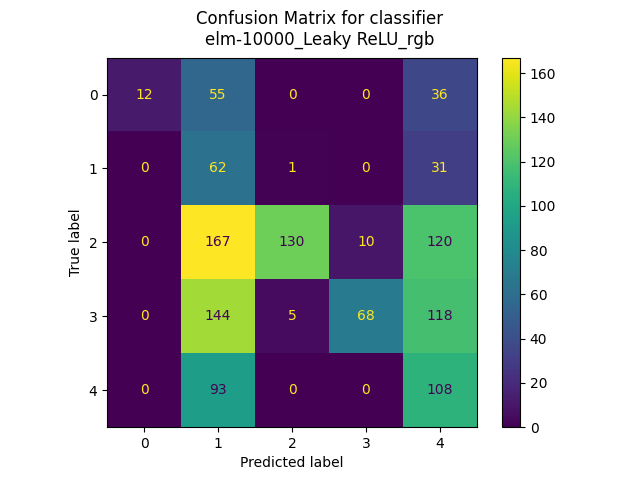 Confusion Matrix for classifier
elm-10000_Leaky ReLU_rgb
True label
0 12 55 0 0 36
1 0 62 1 0 31
2 0 167 130 10 120
3 0 144 5 68 118
4 0 93 0 0 108
0 1 2 3 4
Predicted label
160
140
120
100
80
60
40
20
0